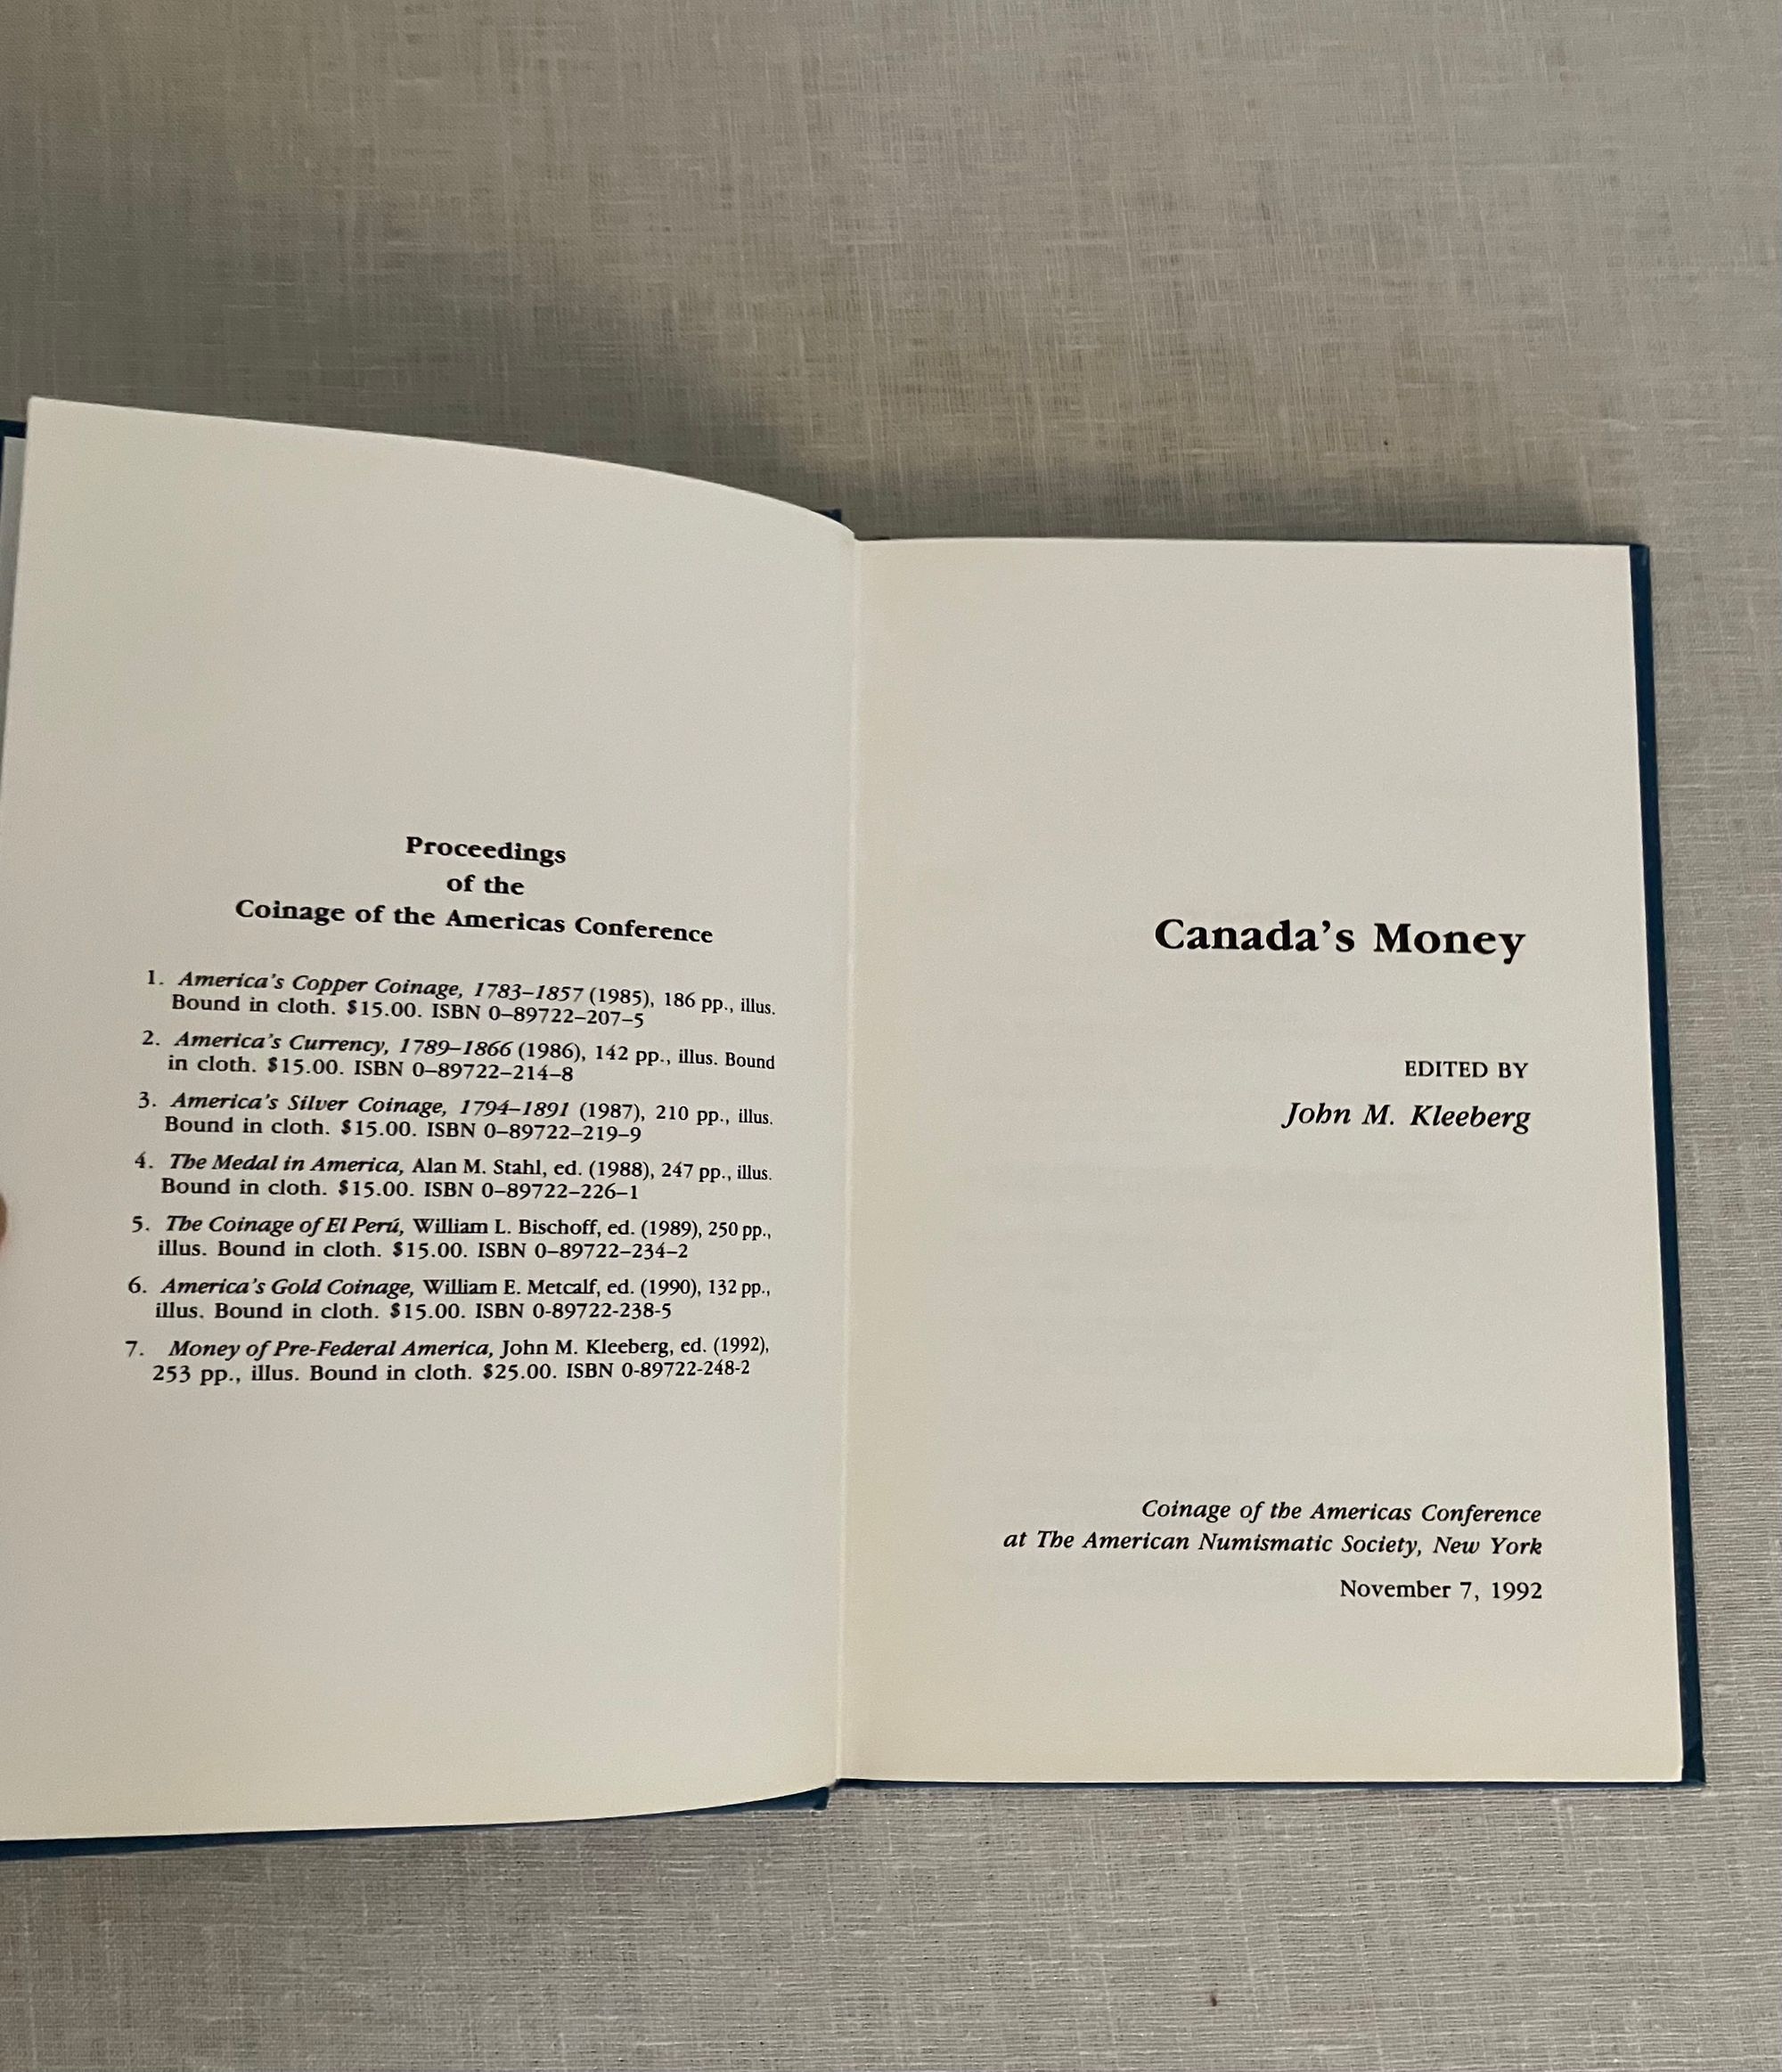 Proceedings
of the
Coinage of the Americas Conference
1. America's Copper Coinage, 1783–1857 (1985), 186 pp., illus.
Bound in cloth. $15.00. ISBN 0–89722–207–5
2. America's Currency, 1789–1866 (1986), 142 pp., illus. Bound
in cloth. $15.00. ISBN 0–89722–214–8
3. America's Silver Coinage, 1794–1891 (1987), 210 pp., illus.
Bound in cloth. $15.00. ISBN 0–89722–219–9
4. The Medal in America, Alan M. Stahl, ed. (1988), 247 pp., illus.
Bound in cloth. $15.00. ISBN 0–89722–226–1
5. The Coinage of El Perú, William L. Bischoff, ed. (1989), 250 pp.,
illus. Bound in cloth. $15.00. ISBN 0–89722–234–2
6. America's Gold Coinage, William E. Metcalf, ed. (1990), 132 pp.,
illus. Bound in cloth. $15.00. ISBN 0-89722-238-5
7. Money of Pre-Federal America, John M. Kleeberg, ed. (1992),
253 pp., illus. Bound in cloth. $25.00. ISBN 0-89722-248-2
Canada's Money
EDITED BY
John M. Kleeberg
Coinage of the Americas Conference
at The American Numismatic Society, New York
November 7, 1992